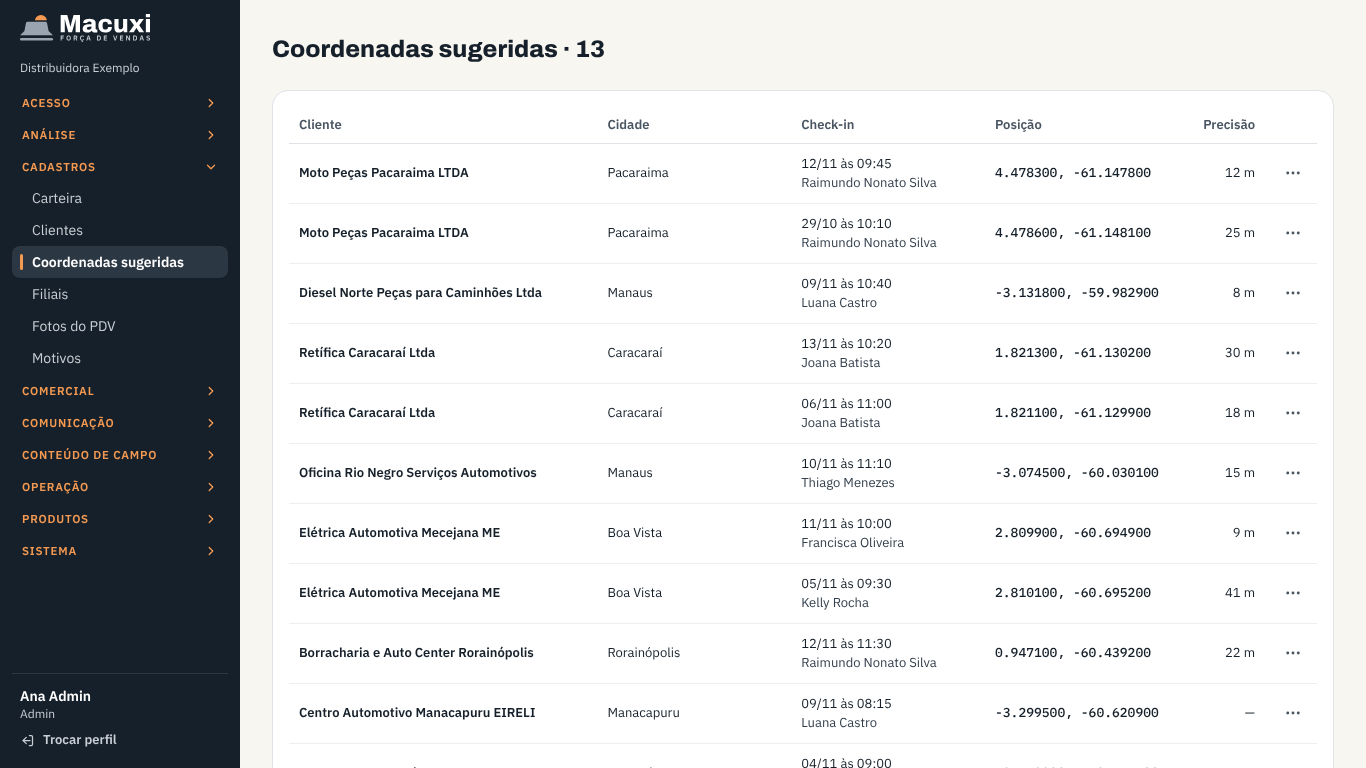 Macuxi
FORÇA DE VENDAS
Distribuidora Exemplo
ACESSO
ANÁLISE
CADASTROS
Carteira
Clientes
Coordenadas sugeridas
Filiais
Fotos do PDV
Motivos
COMERCIAL
COMUNICAÇÃO
CONTEÚDO DE CAMPO
OPERAÇÃO
PRODUTOS
SISTEMA
Ana Admin
Admin
Trocar perfil
Coordenadas sugeridas · 13
Cliente Cidade Check-in Posição Precisão
Moto Peças Pacaraima LTDA Pacaraima 12/11 às 09:45 4.478300, -61.147800 12 m
Raimundo Nonato Silva
Moto Peças Pacaraima LTDA Pacaraima 29/10 às 10:10 4.478600, -61.148100 25 m
Raimundo Nonato Silva
Diesel Norte Peças para Caminhões Ltda Manaus 09/11 às 10:40 -3.131800, -59.982900 8 m
Luana Castro
Retífica Caracaraí Ltda Caracaraí 13/11 às 10:20 1.821300, -61.130200 30 m
Joana Batista
Retífica Caracaraí Ltda Caracaraí 06/11 às 11:00 1.821100, -61.129900 18 m
Joana Batista
Oficina Rio Negro Serviços Automotivos Manaus 10/11 às 11:10 -3.074500, -60.030100 15 m
Thiago Menezes
Elétrica Automotiva Mecejana ME Boa Vista 11/11 às 10:00 2.809900, -60.694900 9 m
Francisca Oliveira
Elétrica Automotiva Mecejana ME Boa Vista 05/11 às 09:30 2.810100, -60.695200 41 m
Kelly Rocha
Borracharia e Auto Center Rorainópolis Rorainópolis 12/11 às 11:30 0.947100, -60.439200 22 m
Raimundo Nonato Silva
Centro Automotivo Manacapuru EIRELI Manacapuru 09/11 às 08:15 -3.299500, -60.620900 —
Luana Castro
04/11 às 09:00